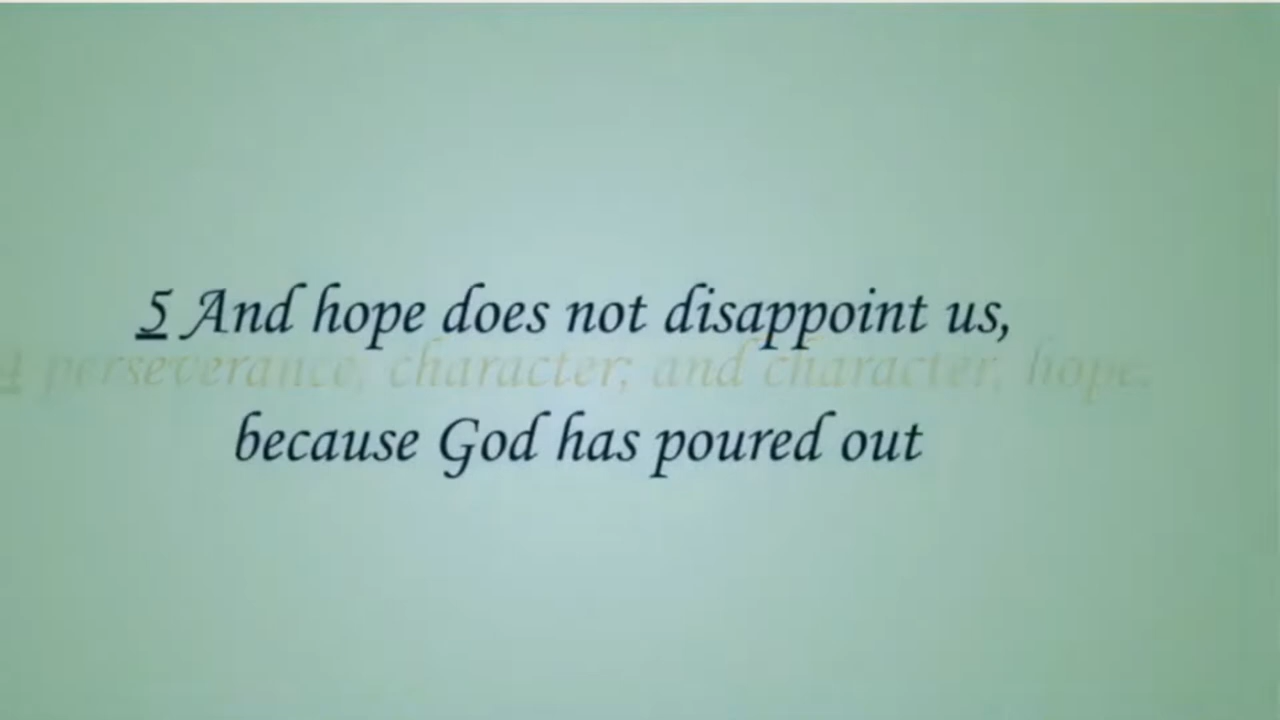 5 And hope does not disappoint us,
perseverance, character; and character, hope.
because God has poured out